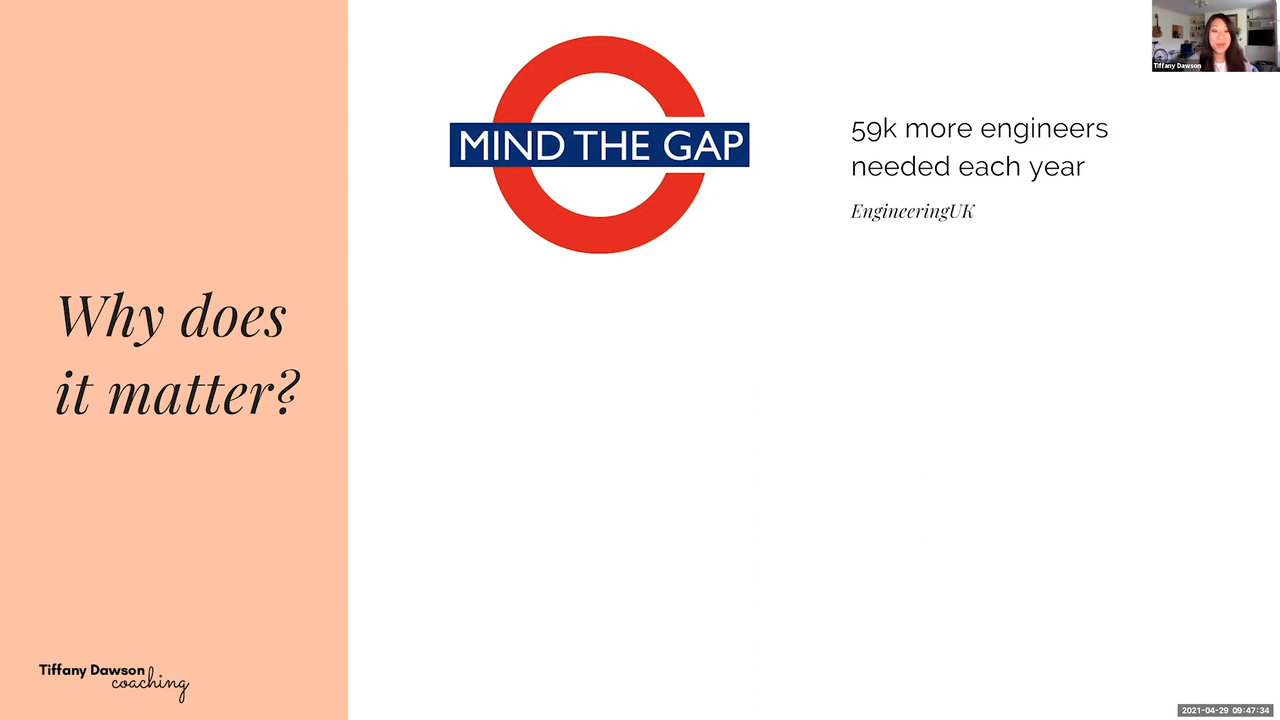 Why does
it matter?
MIND THE GAP
59k more engineers
needed each year
EngineeringUK
Tiffany Dawson
Tiffany Dawson
coaching
2021-04-29 09:47:34